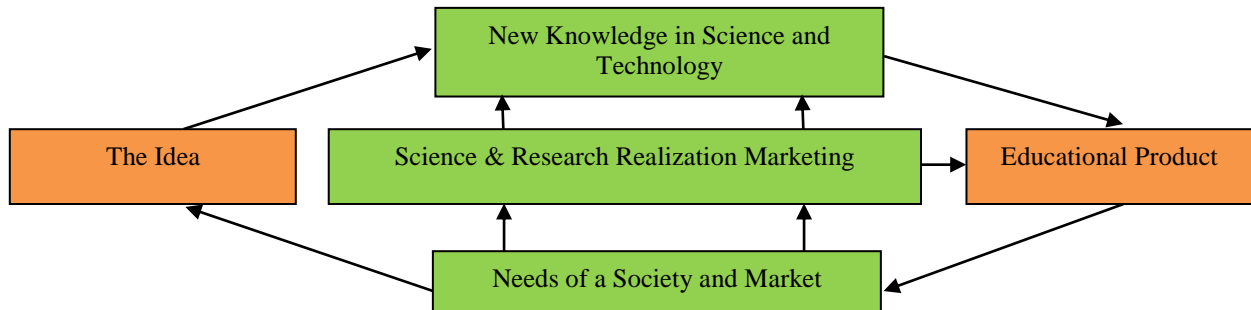 New Knowledge in Science and
Technology
The Idea
Science & Research Realization Marketing
Educational Product
Needs of a Society and Market